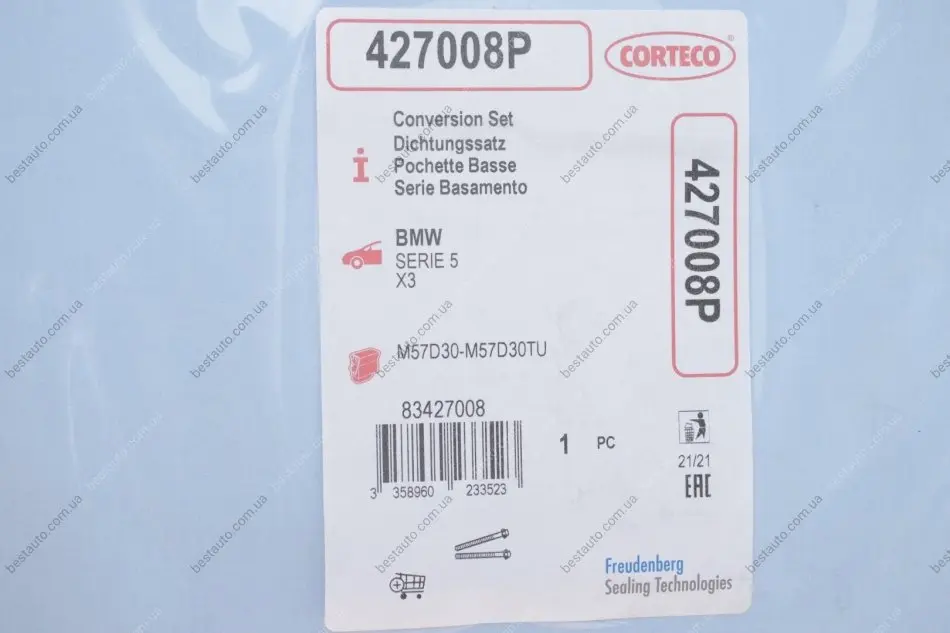 427008P
CORTECO®
Conversion Set
Dichtungssatz
Pochette Basse
Serie Basamento
427008P
BMW
SERIE 5
X3
M57D30-M57D30TU
83427008
1 PC
3 358960 233523
21/21
EAC
Freudenberg
Sealing Technologies
bestauto.com.ua